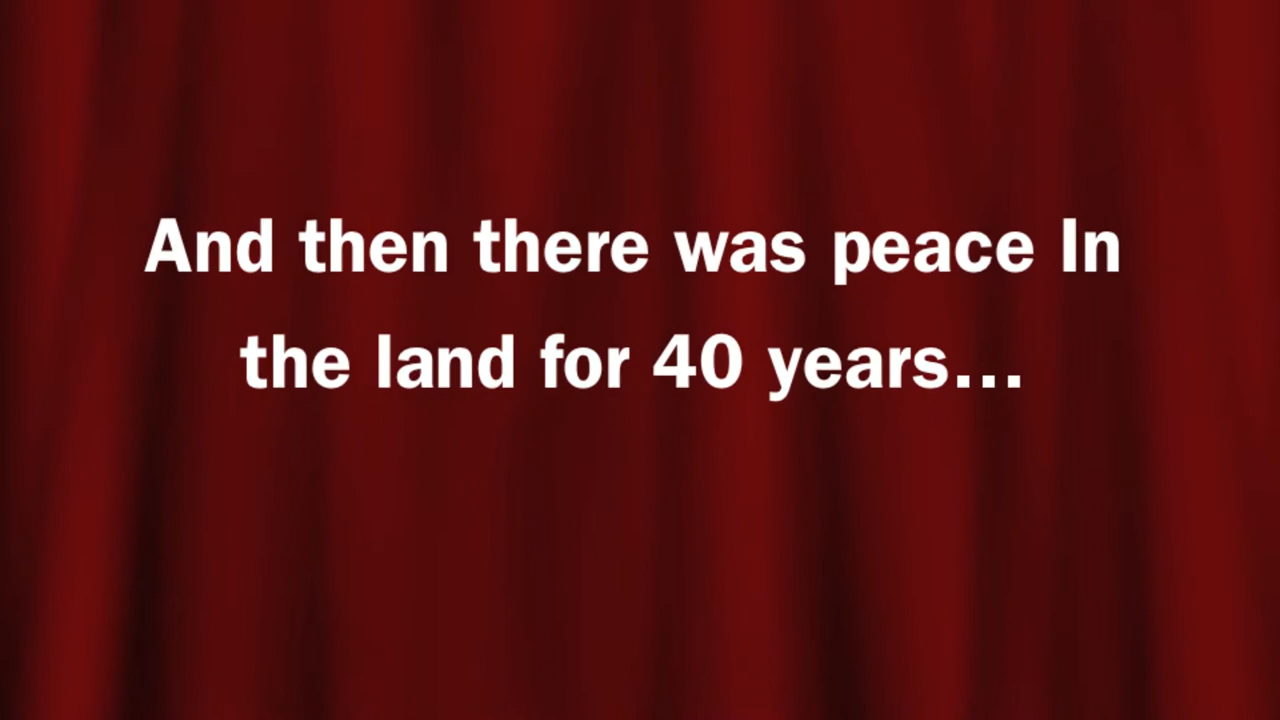 And then there was peace In
the land for 40 years...